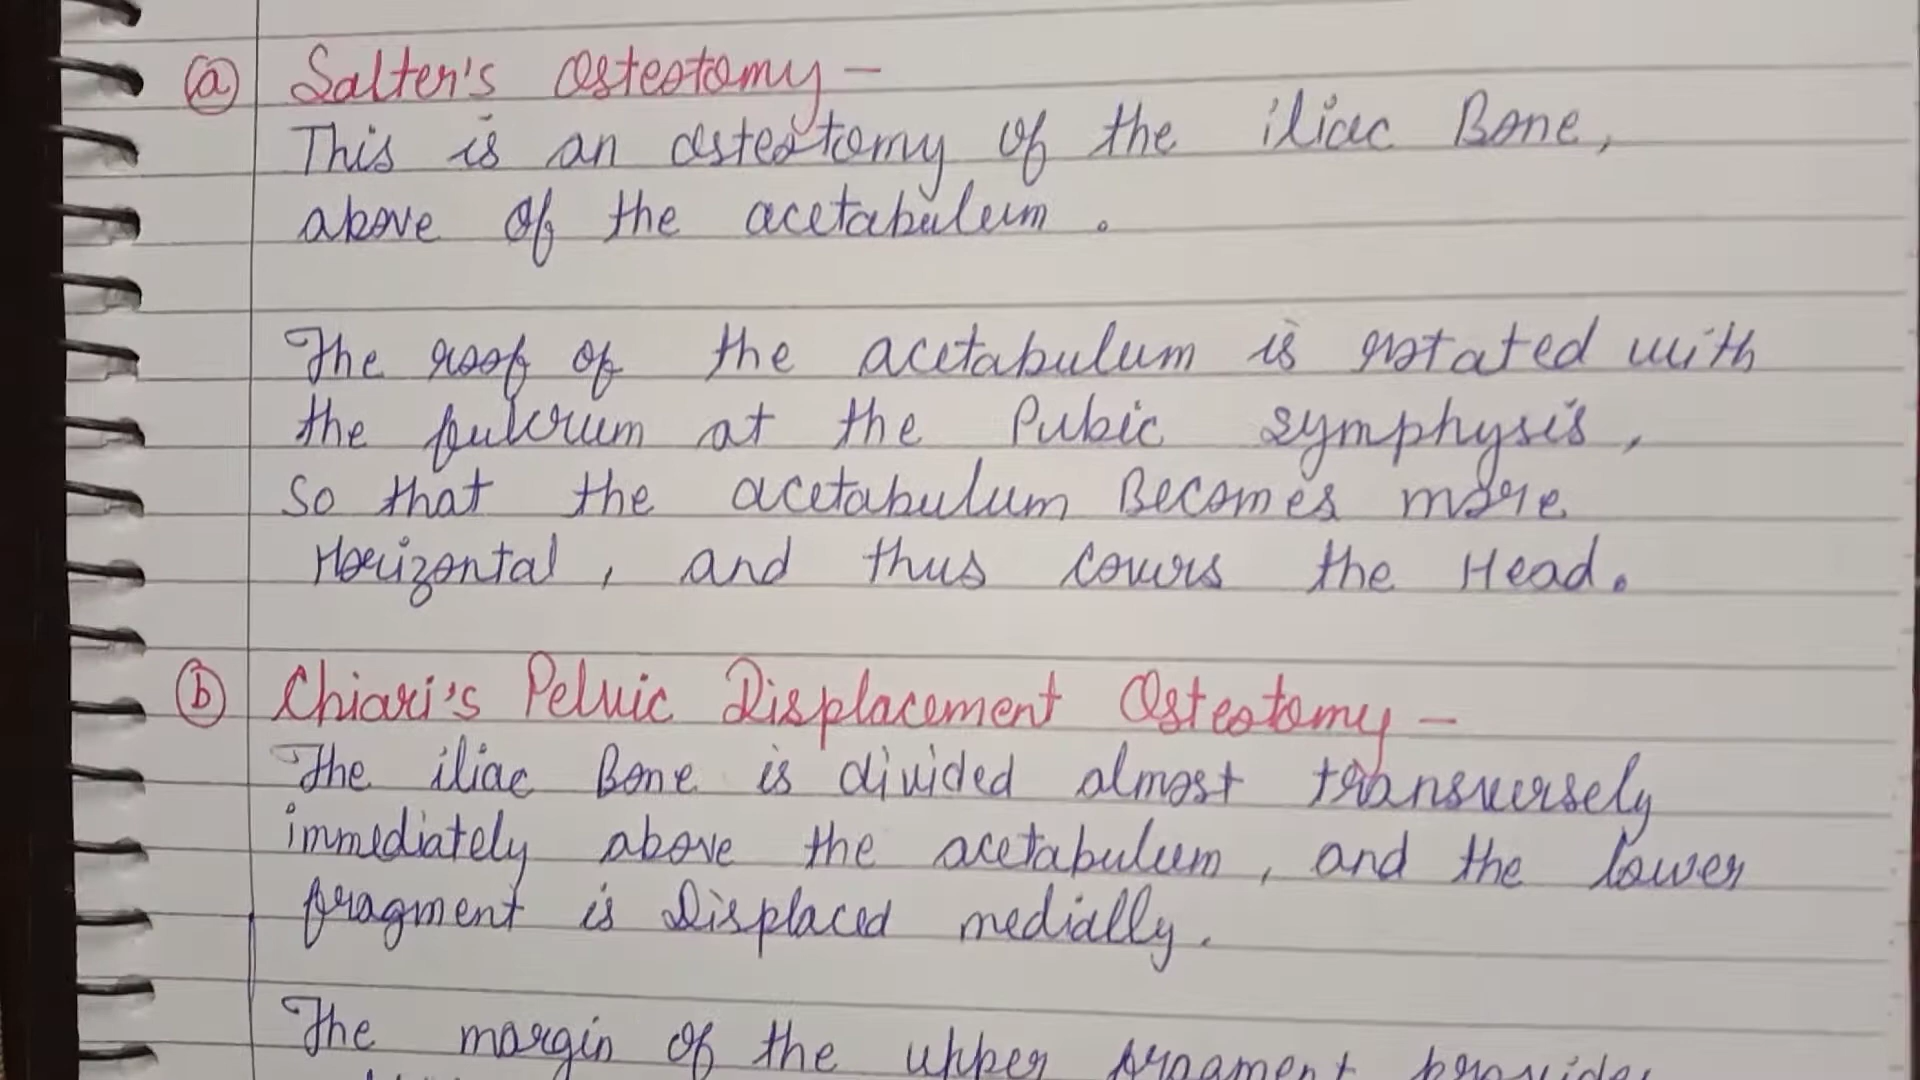 (a) Salter's Osteotomy –
This is an osteotomy of the iliac Bone,
above of the acetabulum.
The roof of the acetabulum is rotated with
the fulcrum at the Pubic symphysis,
so that the acetabulum Becomes more
Horizontal, and thus covers the Head.
(b) Chiari's Pelvic Displacement Osteotomy –
The iliac Bone is divided almost transversely
immediately above the acetabulum, and the lower
fragment is Displaced medially.
The margin of the upper fragment provides